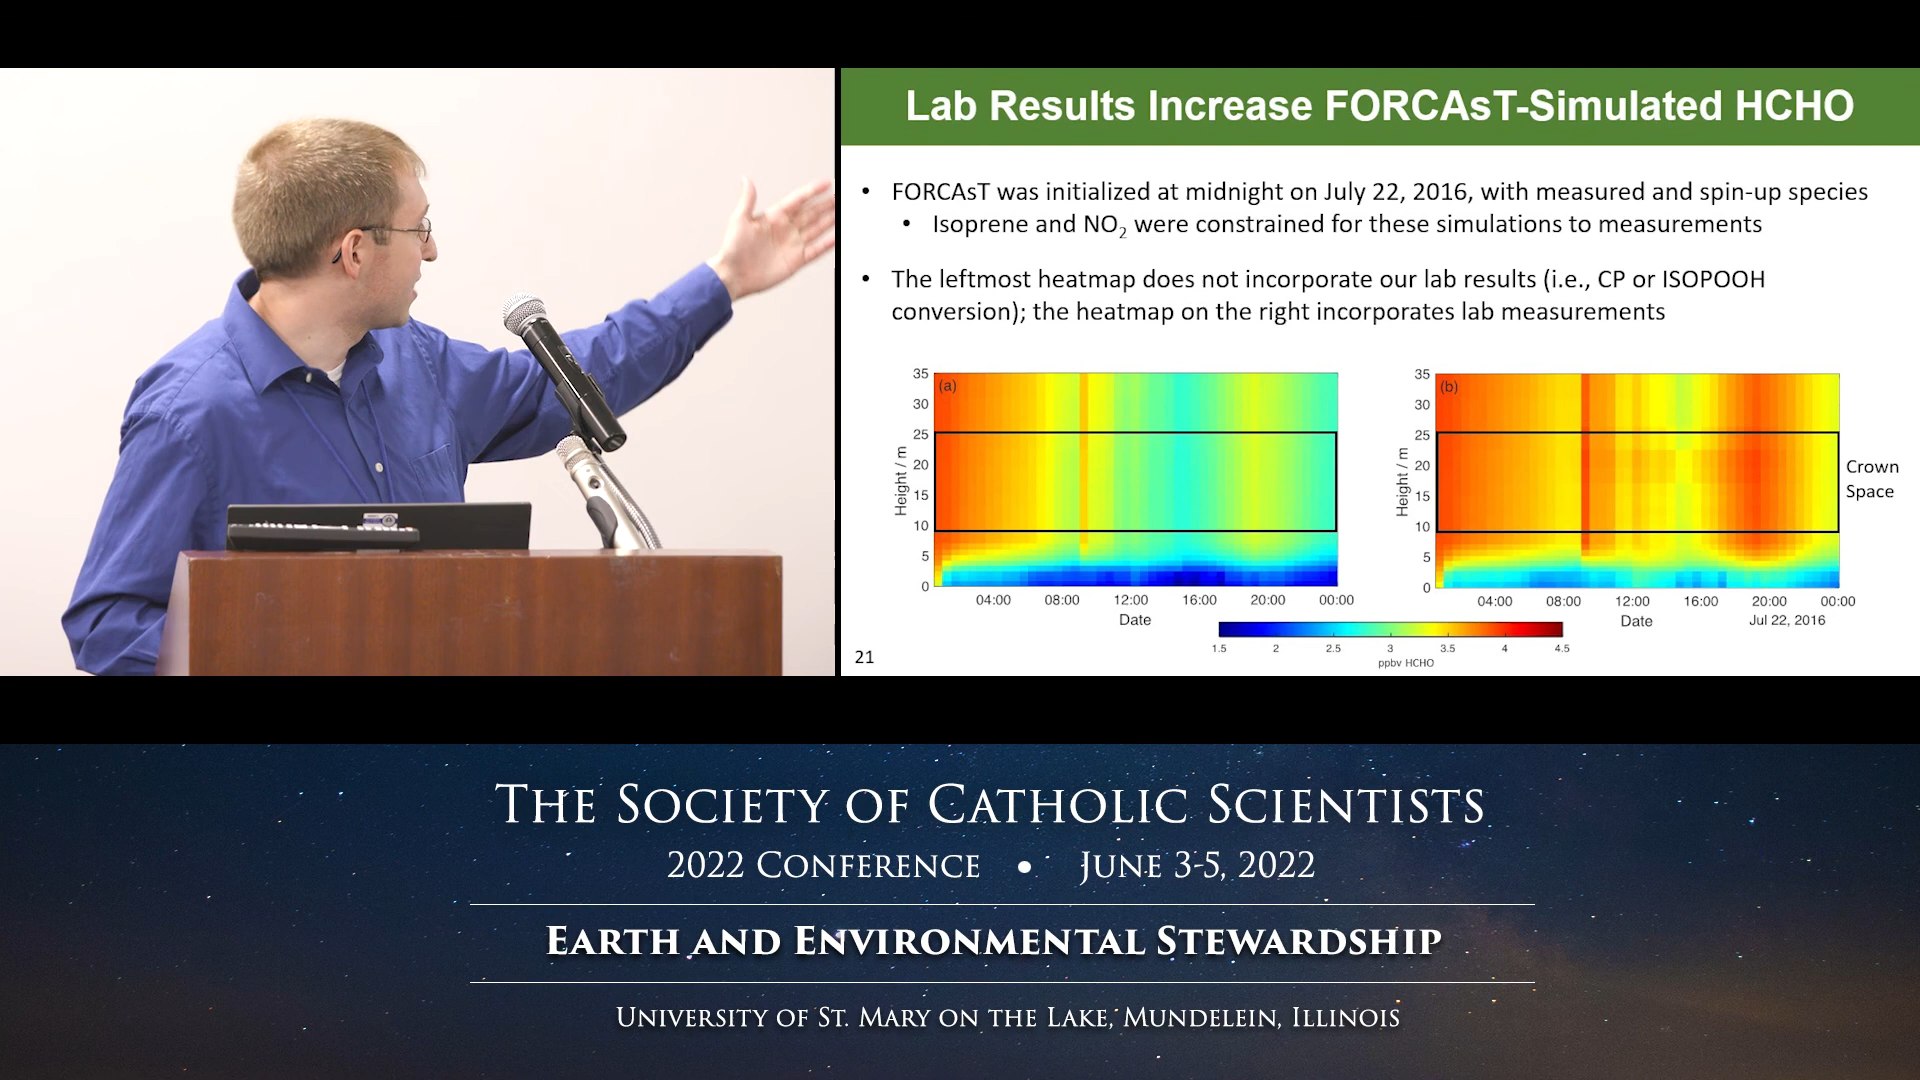 Lab Results Increase FORCAsT-Simulated HCHO
• FORCAsT was initialized at midnight on July 22, 2016, with measured and spin-up species
• Isoprene and NO2 were constrained for these simulations to measurements
• The leftmost heatmap does not incorporate our lab results (i.e., CP or ISOPOOH
conversion); the heatmap on the right incorporates lab measurements
(a)
Height / m
35
30
25
20
15
10
5
0
04:00 08:00 12:00 16:00 20:00 00:00
Date
(b)
Height / m
35
30
25
20
15
10
5
0
04:00 08:00 12:00 16:00 20:00 00:00
Date
Jul 22, 2016
Crown
Space
1.5 2 2.5 3 3.5 4 4.5
ppbv HCHO
21
THE SOCIETY OF CATHOLIC SCIENTISTS
2022 CONFERENCE • JUNE 3-5, 2022
EARTH AND ENVIRONMENTAL STEWARDSHIP
UNIVERSITY OF ST. MARY ON THE LAKE, MUNDELEIN, ILLINOIS